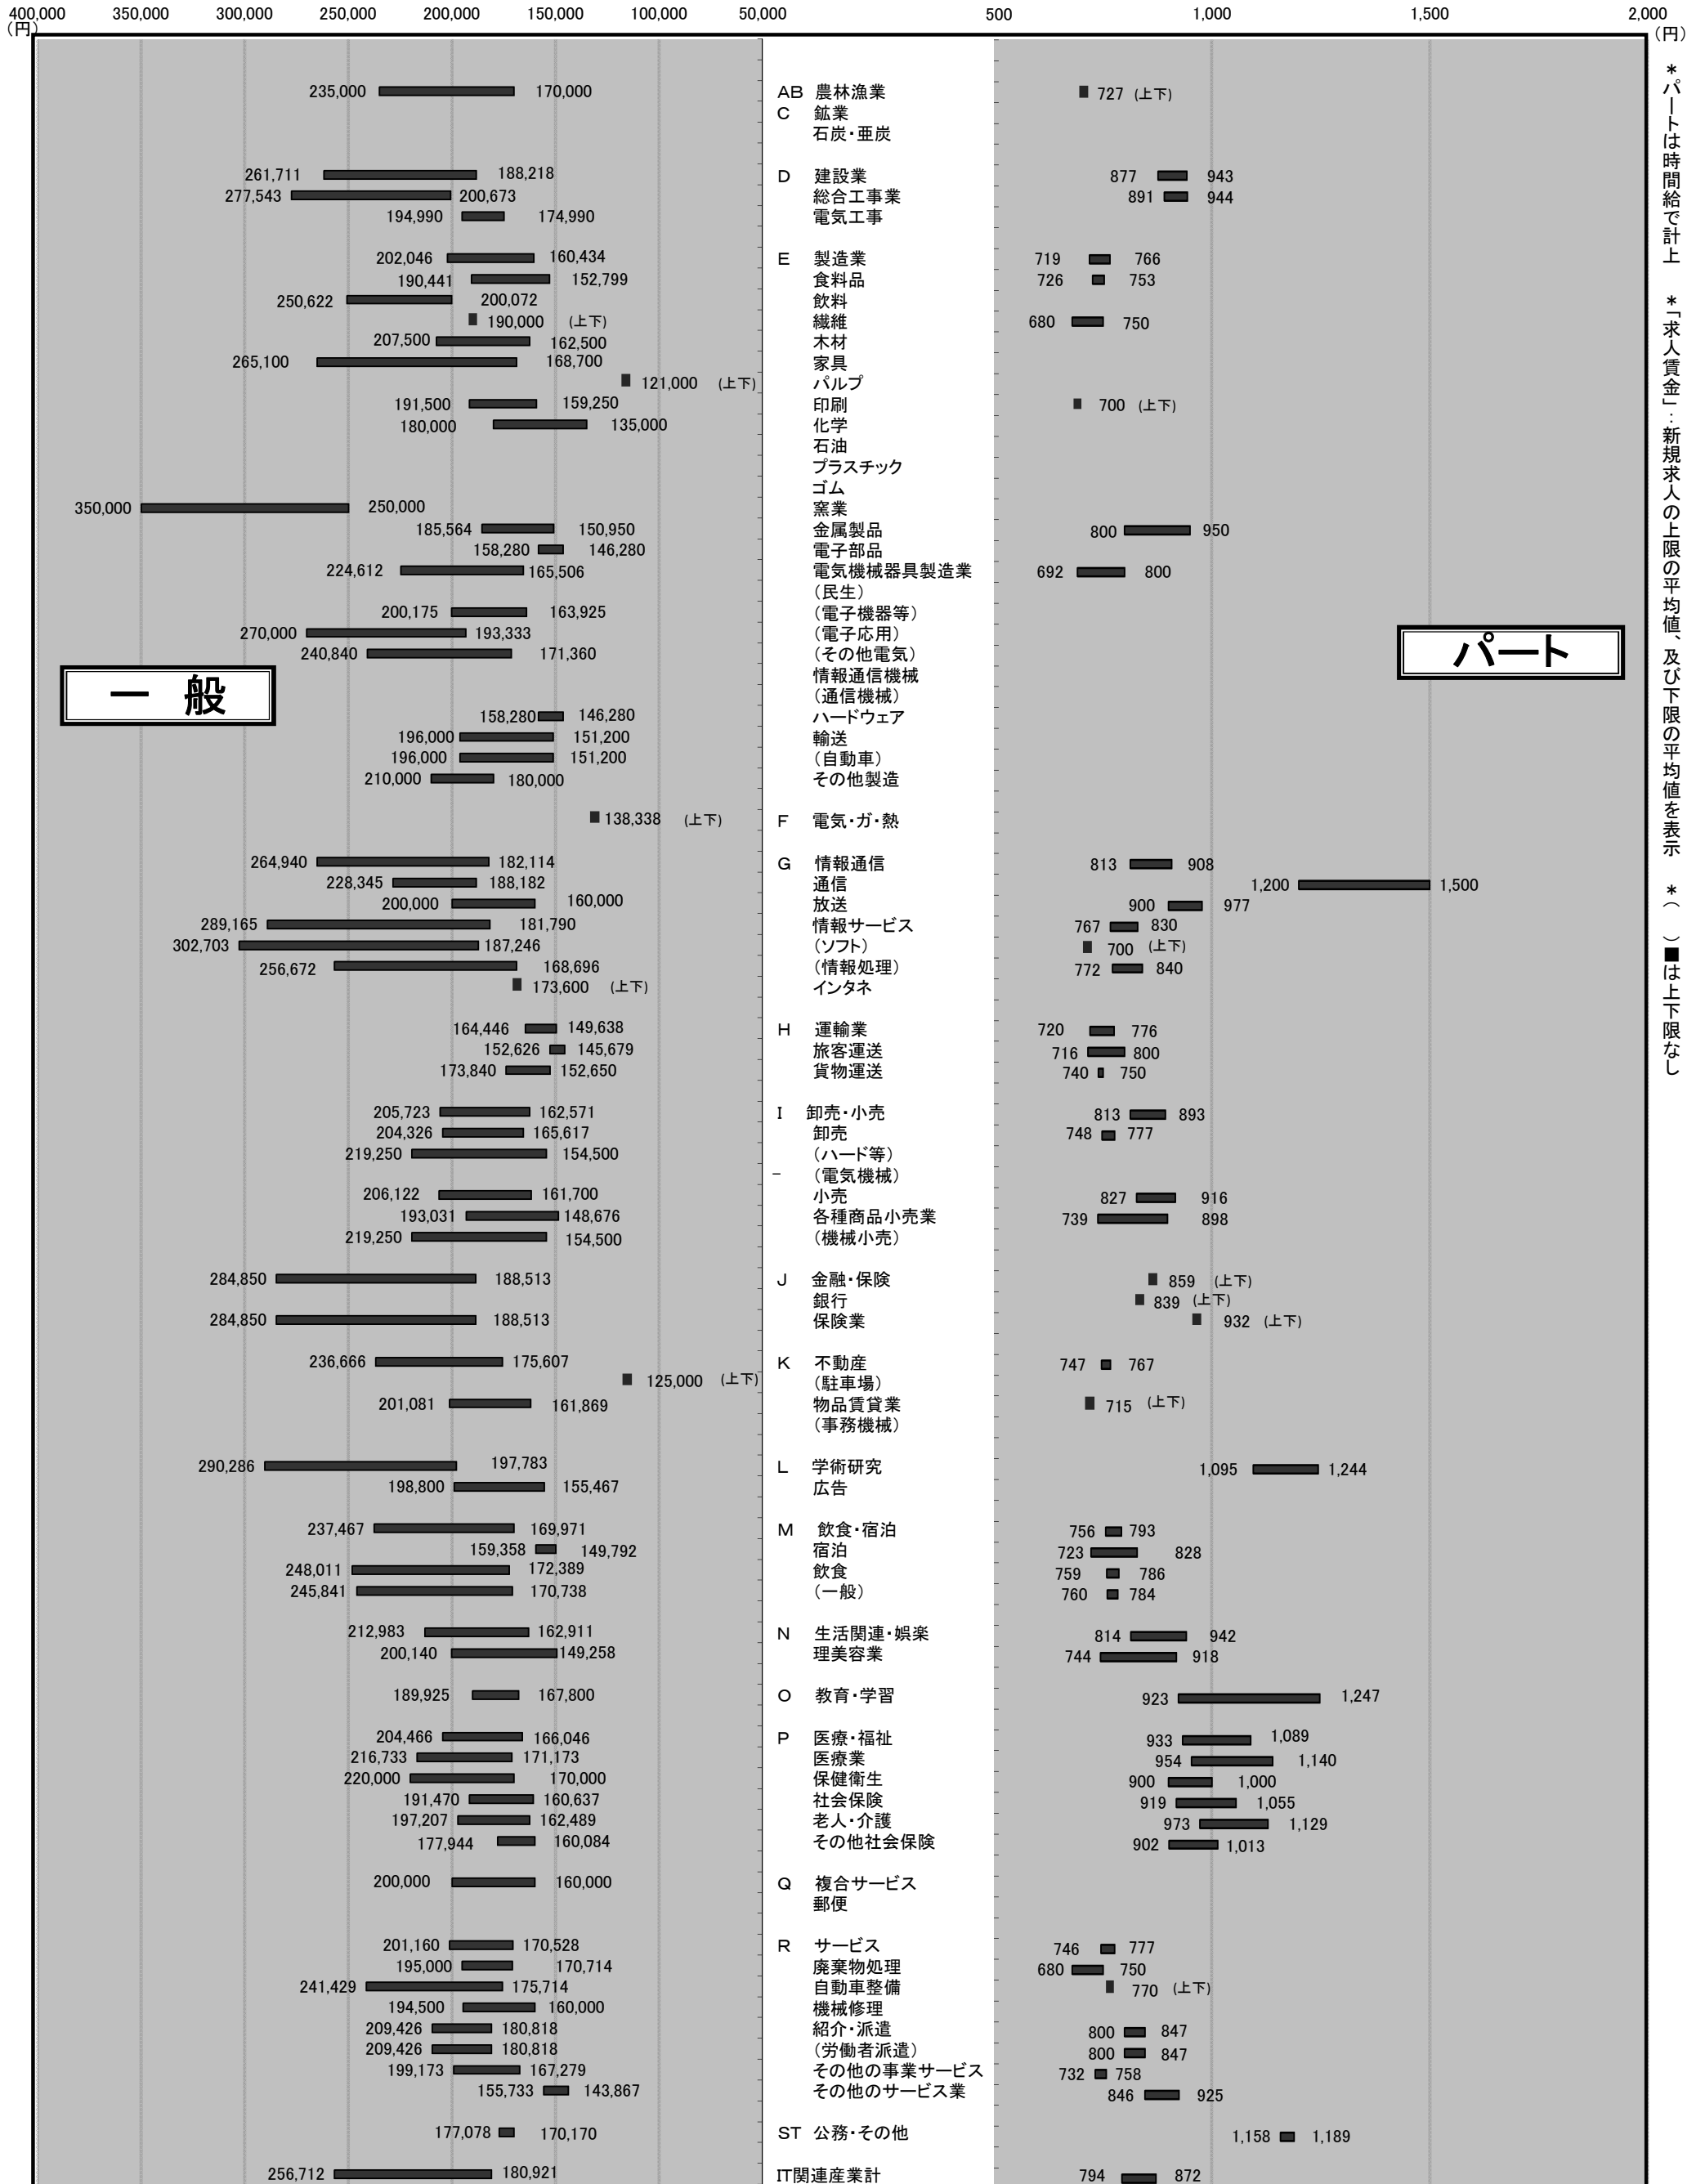 400,000 350,000 300,000 250,000 200,000 150,000 100,000 50,000 500 1,000 1,500 2,000
(円) (円)
235,000 170,000 AB 農林漁業 727 (上下)
C 鉱業
石炭・亜炭
261,711 188,218 D 建設業 877 943
277,543 200,673 総合工事業 891 944
194,990 174,990 電気工事
202,046 160,434 E 製造業 719 766
190,441 152,799 食料品 726 753
250,622 200,072 飲料
190,000 (上下) 繊維 680 750
207,500 162,500 木材
265,100 168,700 家具
121,000 (上下) パルプ
191,500 159,250 印刷 700 (上下)
180,000 135,000 化学
石油
プラスチック
ゴム
350,000 250,000 窯業
185,564 150,950 金属製品 800 950
158,280 146,280 電子部品
224,612 165,506 電気機械器具製造業 692 800
(民生)
200,175 163,925 (電子機器等)
270,000 193,333 (電子応用)
240,840 171,360 (その他電気)
パート
情報通信機械
一 般
(通信機械)
158,280 146,280 ハードウェア
196,000 151,200 輸送
196,000 151,200 (自動車)
210,000 180,000 その他製造
138,338 (上下) F 電気・ガ・熱
264,940 182,114 G 情報通信 813 908
228,345 188,182 通信 1,200 1,500
200,000 160,000 放送 900 977
289,165 181,790 情報サービス 767 830
302,703 187,246 (ソフト) 700 (上下)
256,672 168,696 (情報処理) 772 840
173,600 (上下) インタネ
164,446 149,638 H 運輸業 720 776
152,626 145,679 旅客運送 716 800
173,840 152,650 貨物運送 740 750
205,723 162,571 I 卸売・小売 813 893
204,326 165,617 卸売 748 777
219,250 154,500 (ハード等)
－ (電気機械)
206,122 161,700 小売 827 916
193,031 148,676 各種商品小売業 739 898
219,250 154,500 (機械小売)
284,850 188,513 J 金融・保険 859 (上下)
銀行 839 (上下)
284,850 188,513 保険業 932 (上下)
236,666 175,607 K 不動産 747 767
125,000 (上下) (駐車場)
201,081 161,869 物品賃貸業 715 (上下)
(事務機械)
290,286 197,783 L 学術研究 1,095 1,244
198,800 155,467 広告
237,467 169,971 M 飲食・宿泊 756 793
159,358 149,792 宿泊 723 828
248,011 172,389 飲食 759 786
245,841 170,738 (一般) 760 784
212,983 162,911 N 生活関連・娯楽 814 942
200,140 149,258 理美容業 744 918
189,925 167,800 O 教育・学習 923 1,247
204,466 166,046 P 医療・福祉 933 1,089
216,733 171,173 医療業 954 1,140
220,000 170,000 保健衛生 900 1,000
191,470 160,637 社会保険 919 1,055
197,207 162,489 老人・介護 973 1,129
177,944 160,084 その他社会保険 902 1,013
200,000 160,000 Q 複合サービス
郵便
201,160 170,528 R サービス 746 777
195,000 170,714 廃棄物処理 680 750
241,429 175,714 自動車整備 770 (上下)
194,500 160,000 機械修理
209,426 180,818 紹介・派遣 800 847
209,426 180,818 (労働者派遣) 800 847
199,173 167,279 その他の事業サービス 732 758
155,733 143,867 その他のサービス業 846 925
177,078 170,170 ST 公務・その他 1,158 1,189
256,712 180,921 IT関連産業計 794 872
＊パートは時間給で計上 ＊「求人賃金」:新規求人の上限の平均値、及び下限の平均値を表示 ＊( )■は上下限なし